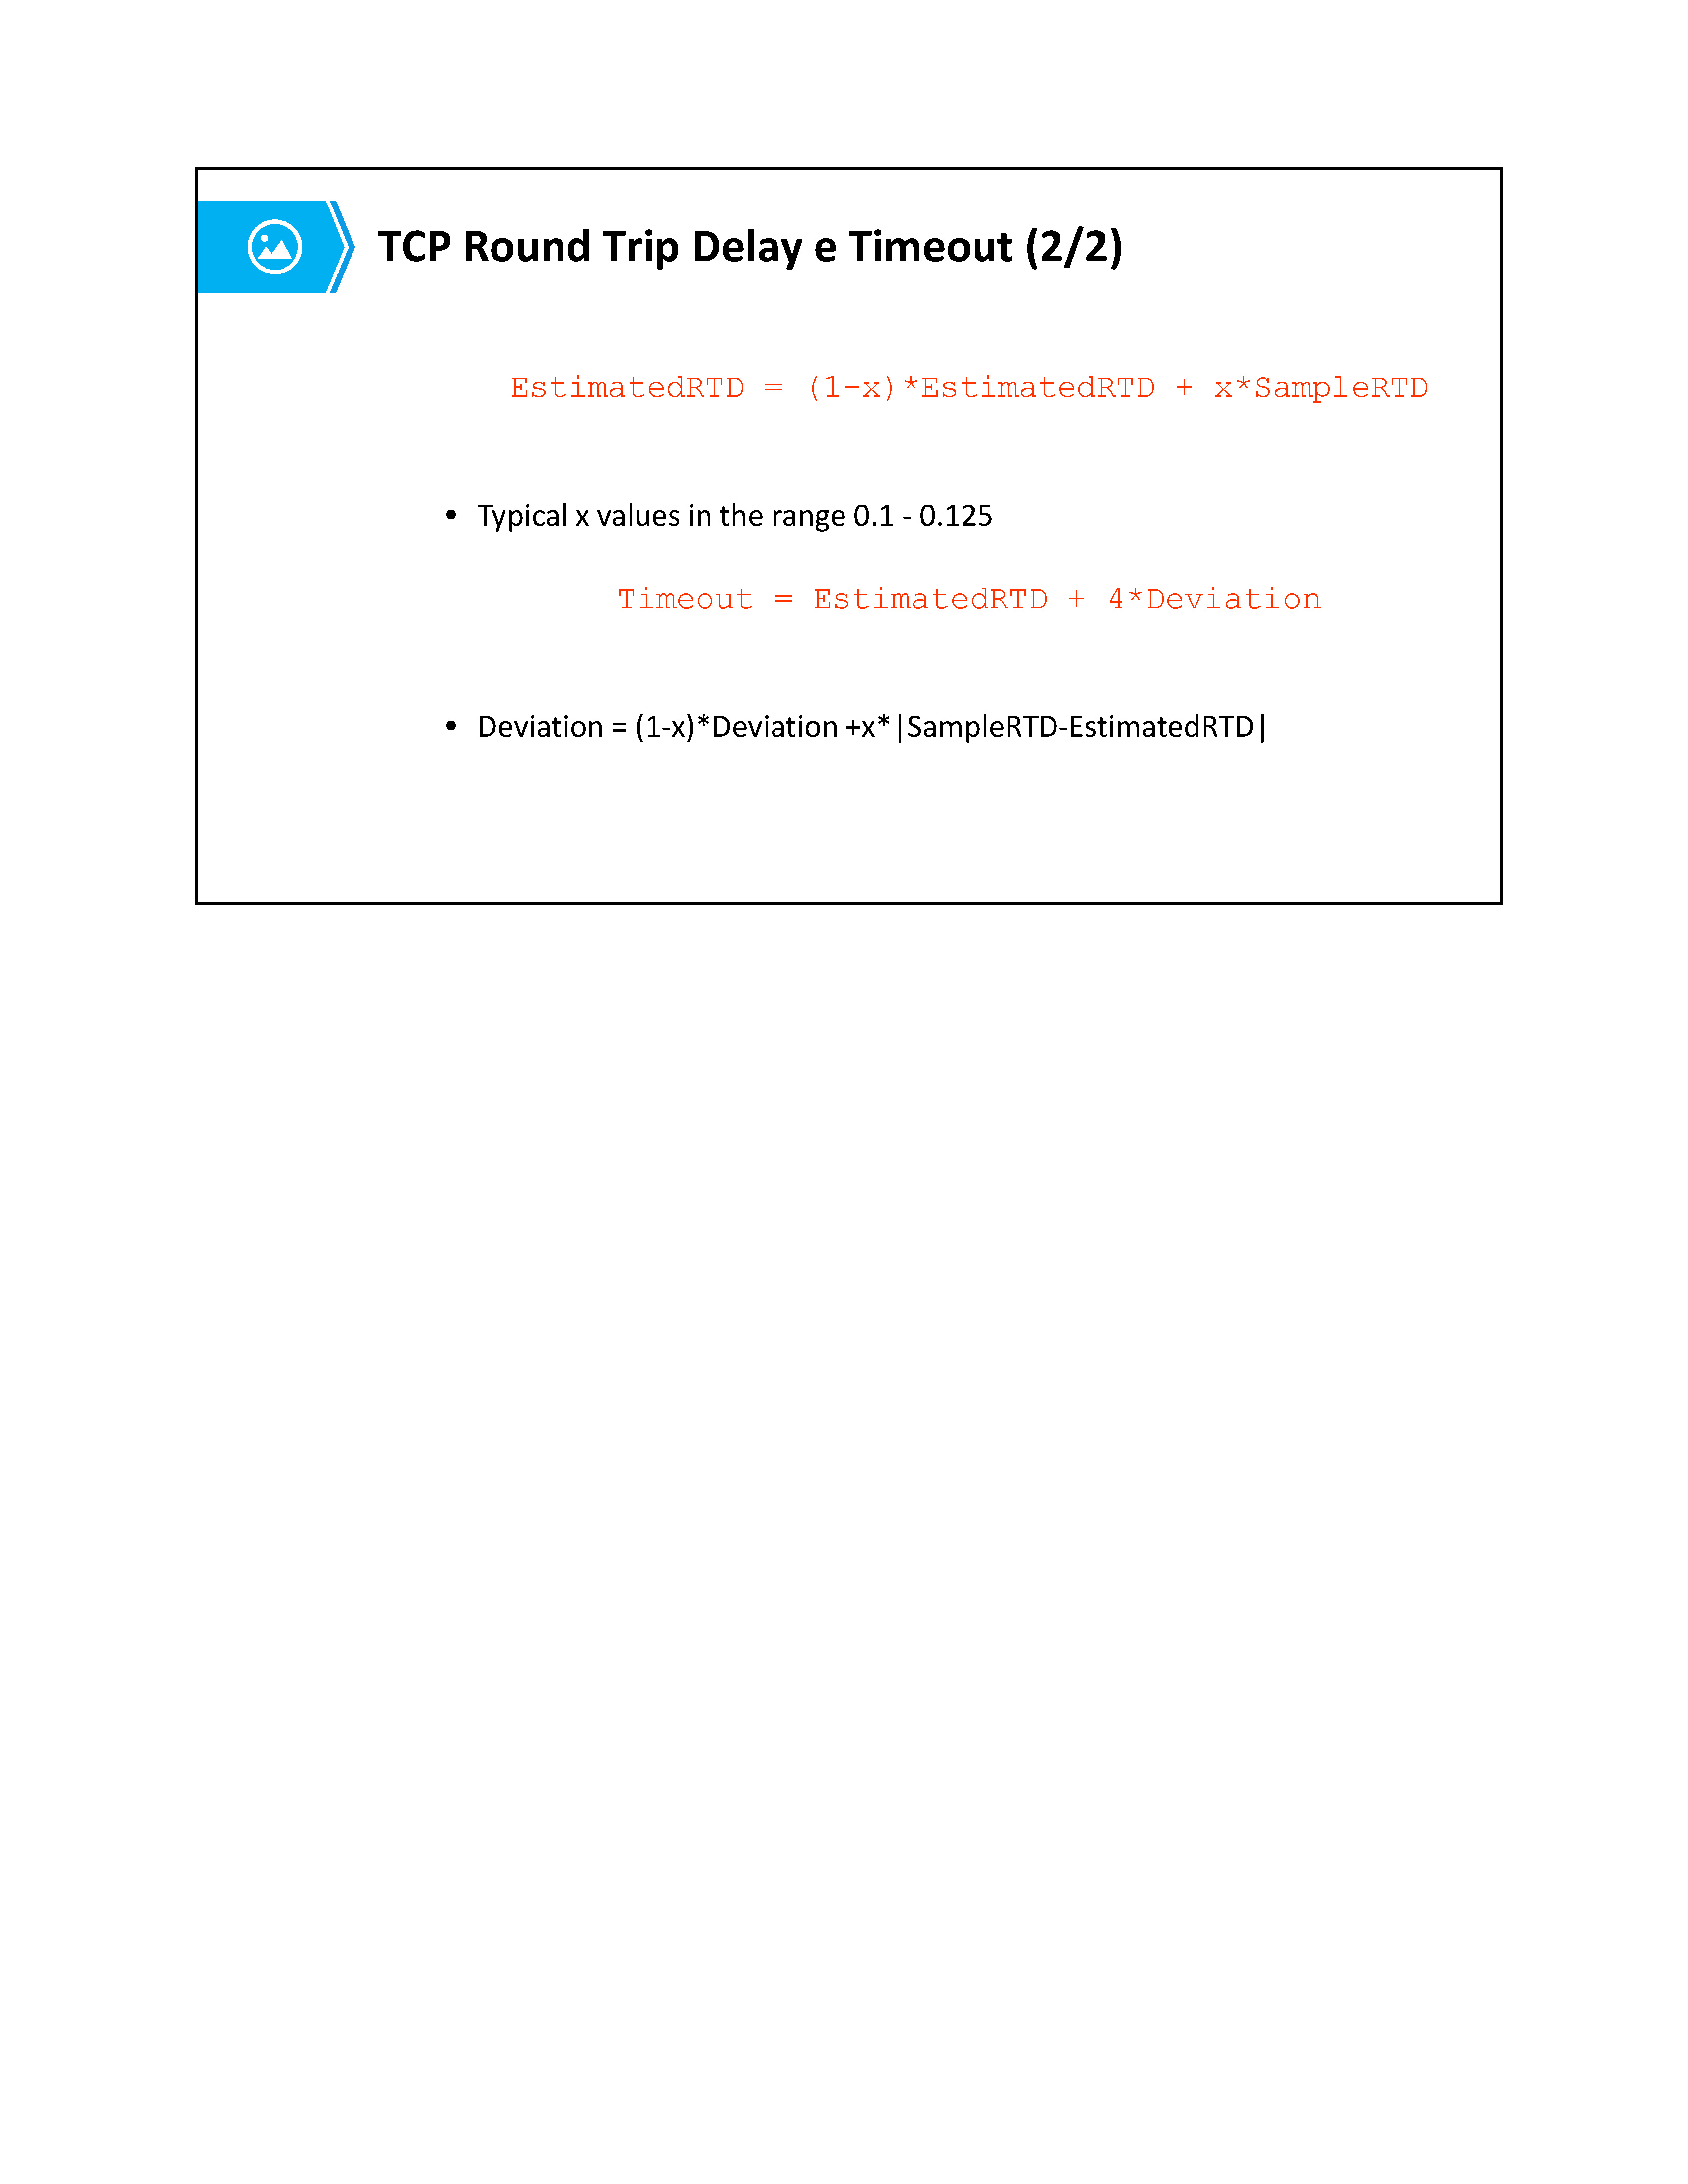 TCP Round Trip Delay e Timeout (2/2)
EstimatedRTD = (1-x)*EstimatedRTD + x*SampleRTD
• Typical x values in the range 0.1 - 0.125
Timeout = EstimatedRTD + 4*Deviation
• Deviation = (1-x)*Deviation +x*|SampleRTD-EstimatedRTD|